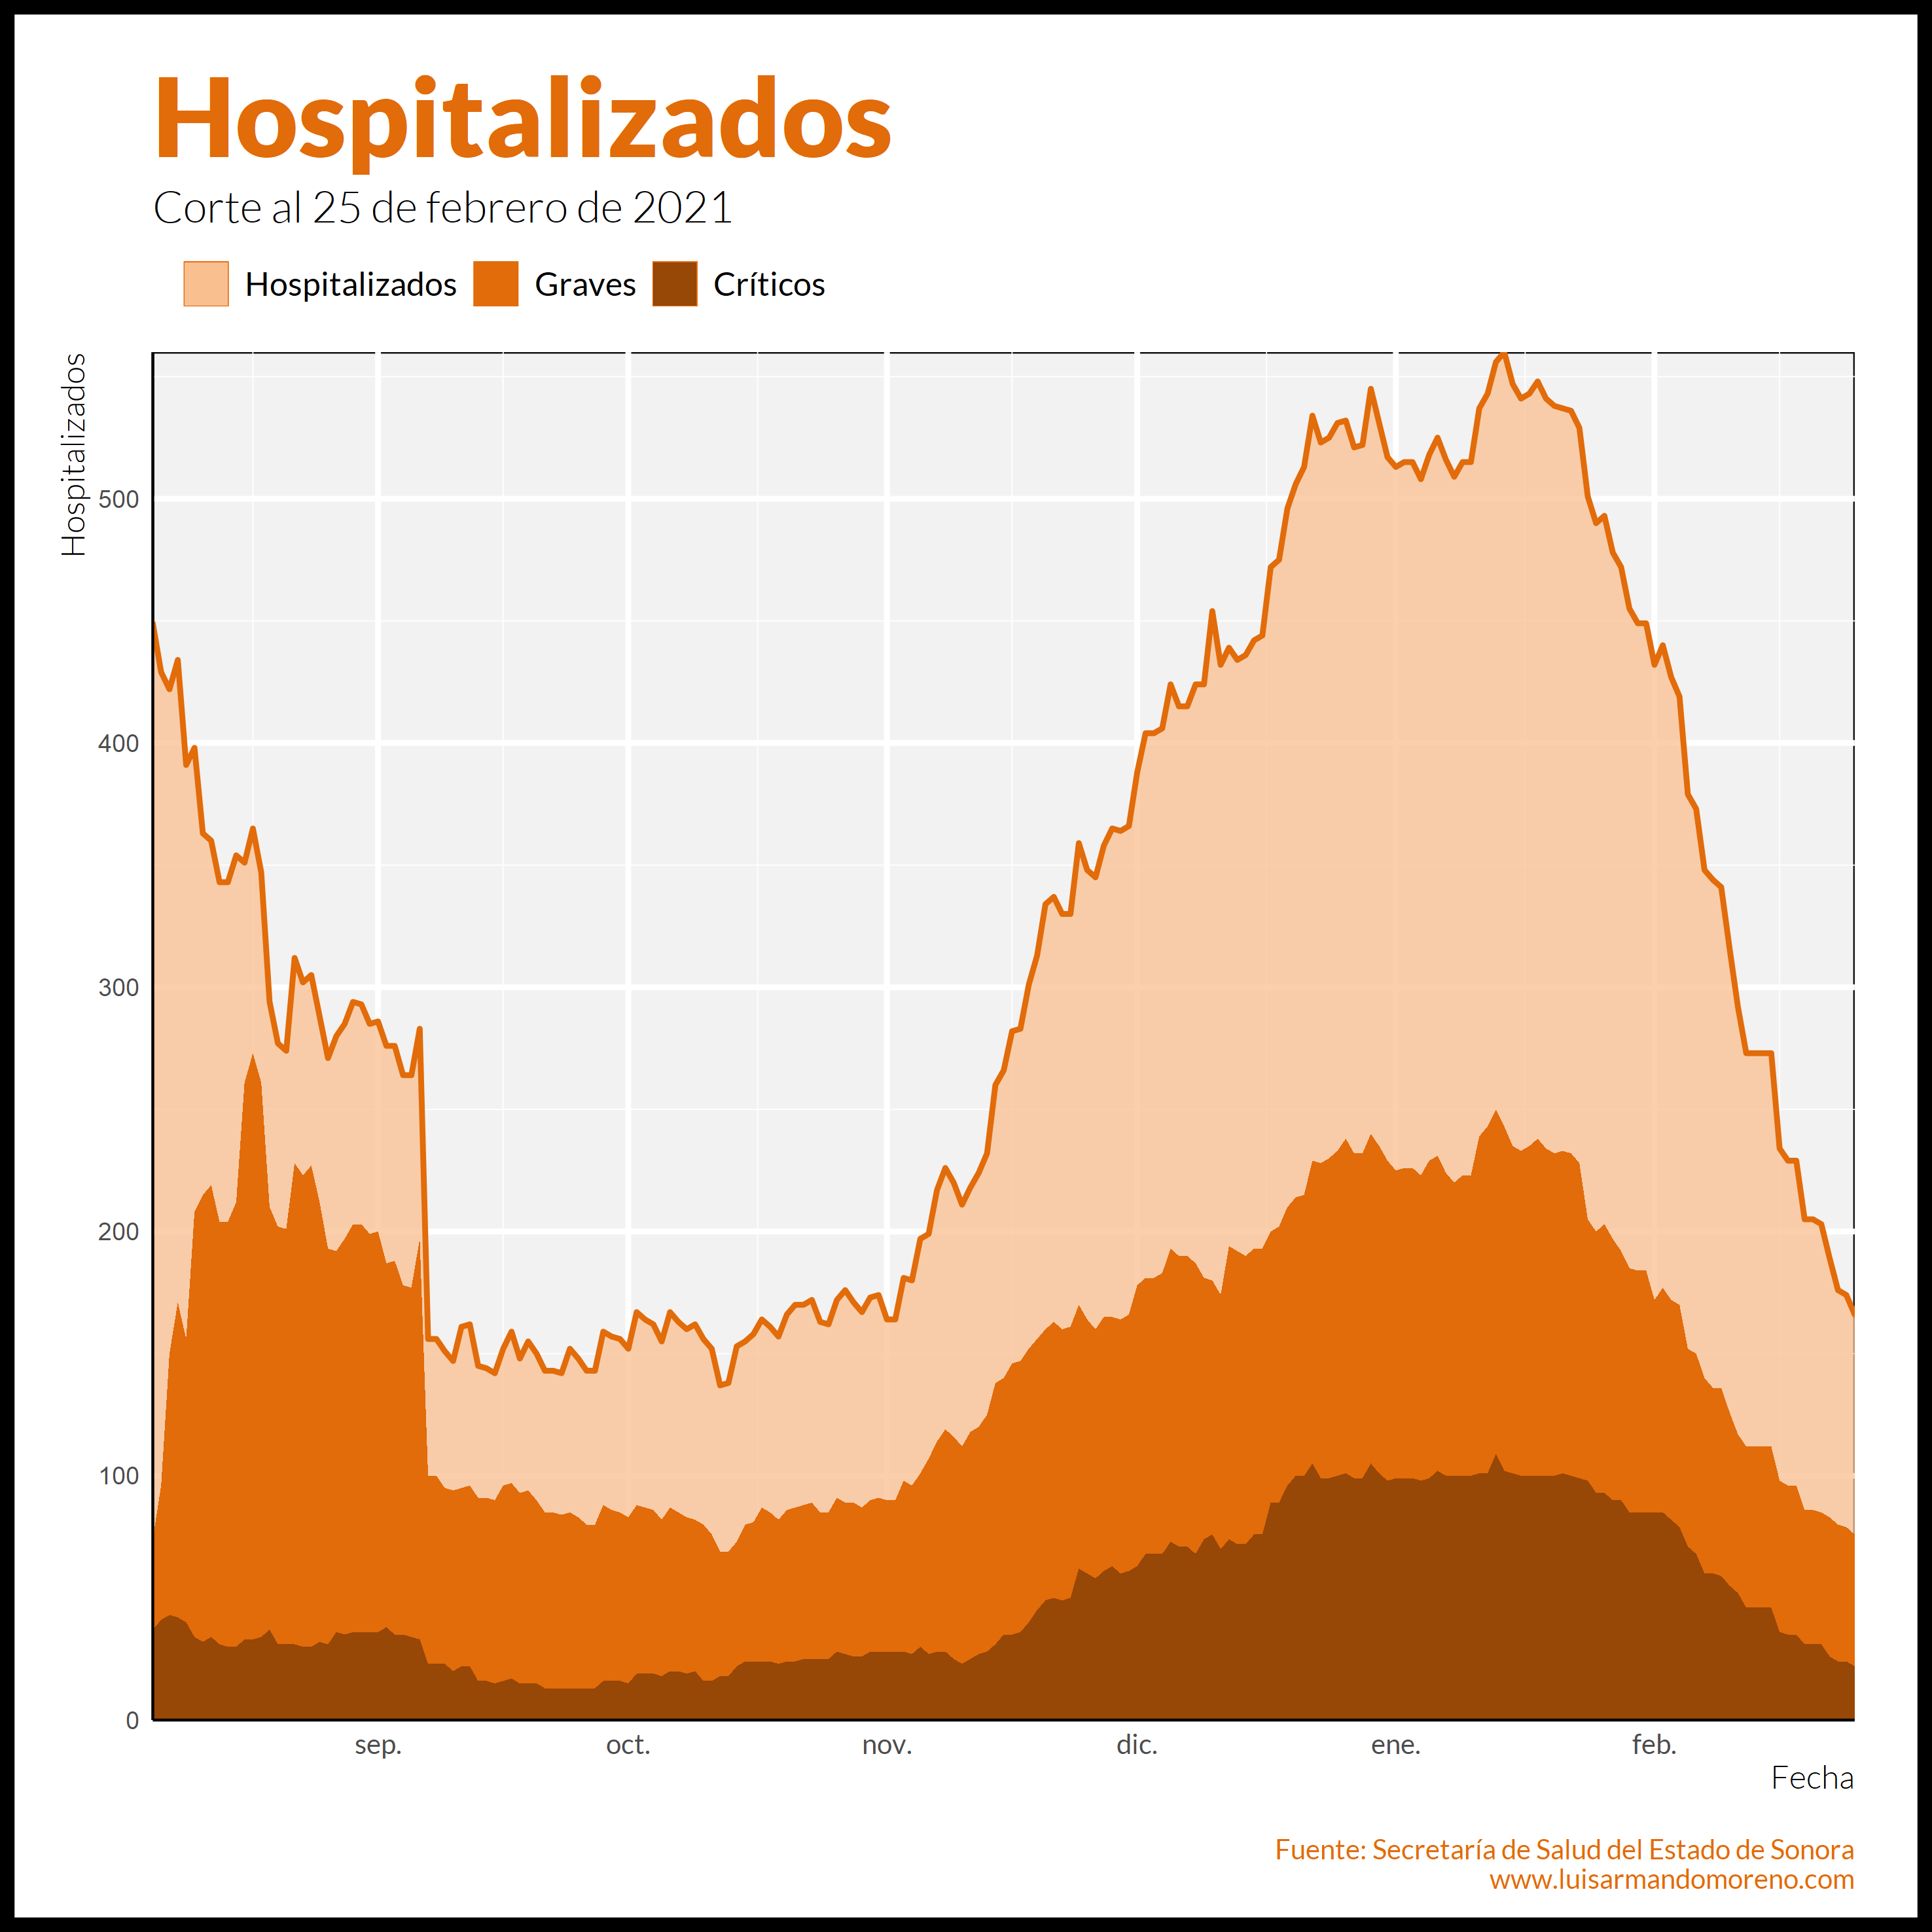 Hospitalizados
Corte al 25 de febrero de 2021
Hospitalizados Graves Críticos
Hospitalizados
500
400
300
200
100
0
sep. oct. nov. dic. ene. feb.
Fecha
Fuente: Secretaría de Salud del Estado de Sonora
www.luisarmandomoreno.com